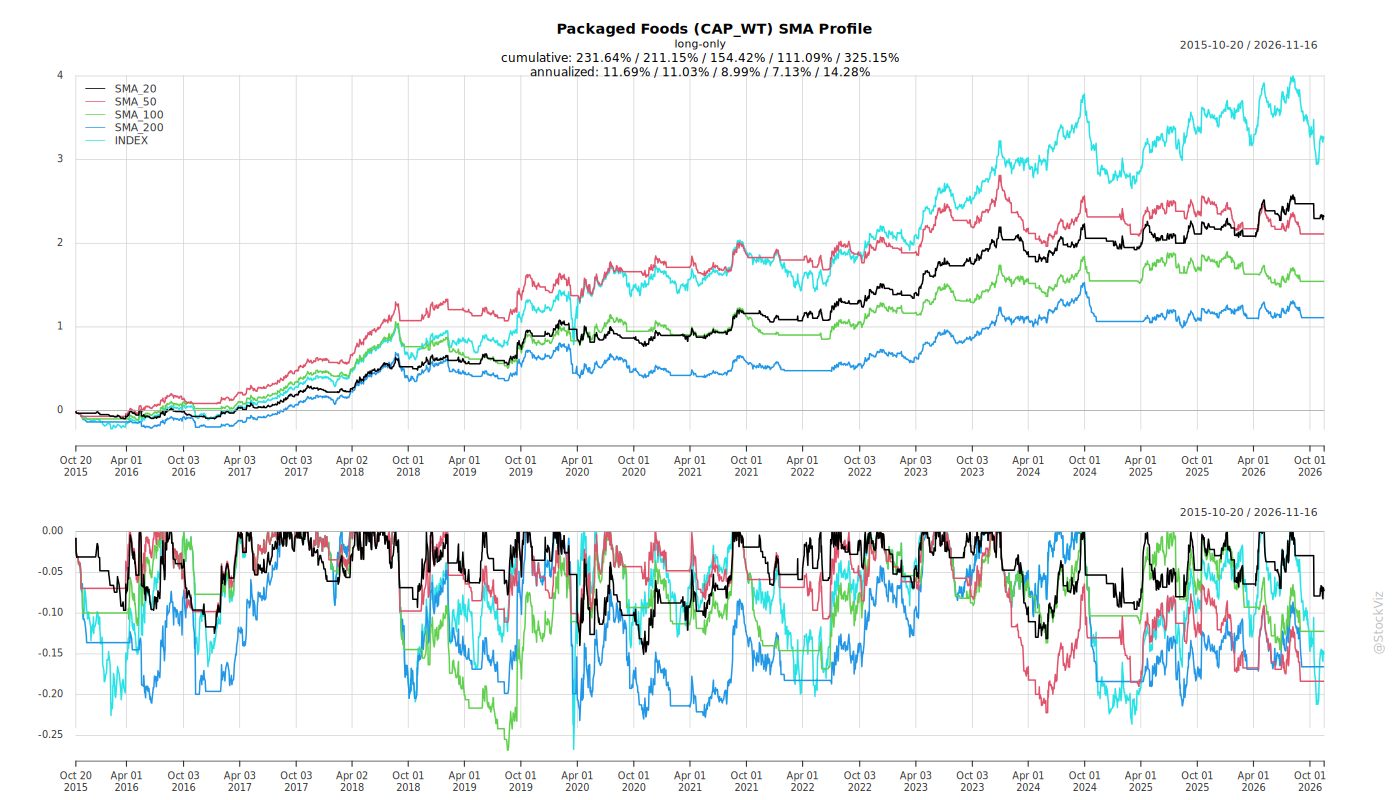 Packaged Foods (CAP_WT) SMA Profile
long-only
2015-10-20 / 2026-11-16
cumulative: 231.64% / 211.15% / 154.42% / 111.09% / 325.15%
annualized: 11.69% / 11.03% / 8.99% / 7.13% / 14.28%
SMA_20
SMA_50
SMA_100
SMA_200
INDEX
4
3
2
1
0
Oct 20 Apr 01 Oct 03 Apr 03 Oct 03 Apr 02 Oct 01 Apr 01 Oct 01 Apr 01 Oct 01 Apr 01 Oct 01 Apr 01 Oct 03 Apr 03 Oct 03 Apr 01 Oct 01 Apr 01 Oct 01 Apr 01 Oct 01
2015 2016 2016 2017 2017 2018 2018 2019 2019 2020 2020 2021 2021 2022 2022 2023 2023 2024 2024 2025 2025 2026 2026
2015-10-20 / 2026-11-16
0.00
-0.05
-0.10
-0.15
-0.20
-0.25
Oct 20 Apr 01 Oct 03 Apr 03 Oct 03 Apr 02 Oct 01 Apr 01 Oct 01 Apr 01 Oct 01 Apr 01 Oct 01 Apr 01 Oct 03 Apr 03 Oct 03 Apr 01 Oct 01 Apr 01 Oct 01 Apr 01 Oct 01
2015 2016 2016 2017 2017 2018 2018 2019 2019 2020 2020 2021 2021 2022 2022 2023 2023 2024 2024 2025 2025 2026 2026
@StockViz